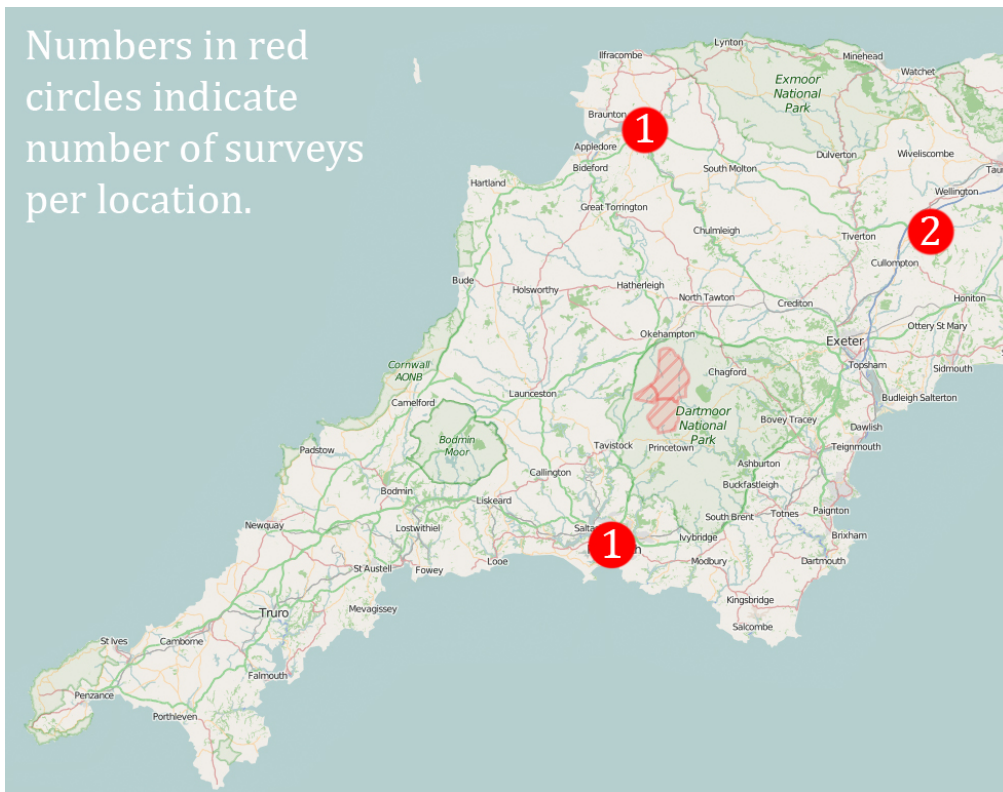 Numbers in red
circles indicate
number of surveys
per location.
Lynton
Ilfracombe
Minehead
Watchet
Exmoor
National
Park
Braunton
1
Appledore
Bideford
Dulverton
Wiveliscombe
South Molton
Hartland
Wellington
Great Torrington
Chulmleigh
Tiverton
2
Cullompton
Bude
Holsworthy
Hatherleigh
North Tawton
Crediton
Honiton
Okehampton
Ottery St Mary
Exeter
Cornwall
AONB
Chagford
Topsham
Sidmouth
Camelford
Launceston
Budleigh Salterton
Dartmoor
National
Park
Bovey Tracey
Dawlish
Bodmin
Moor
Tavistock
Princetown
Teignmouth
Padstow
Callington
Ashburton
Buckfastleigh
Bodmin
Liskeard
Totnes
Paignton
South Brent
Newquay
Lostwithiel
1
Ivybridge
Brixham
St Austell
Fowey
Looe
Modbury
Dartmouth
Truro
Mevagissey
Kingsbridge
Salcombe
St Ives
Camborne
Falmouth
Penzance
Porthleven